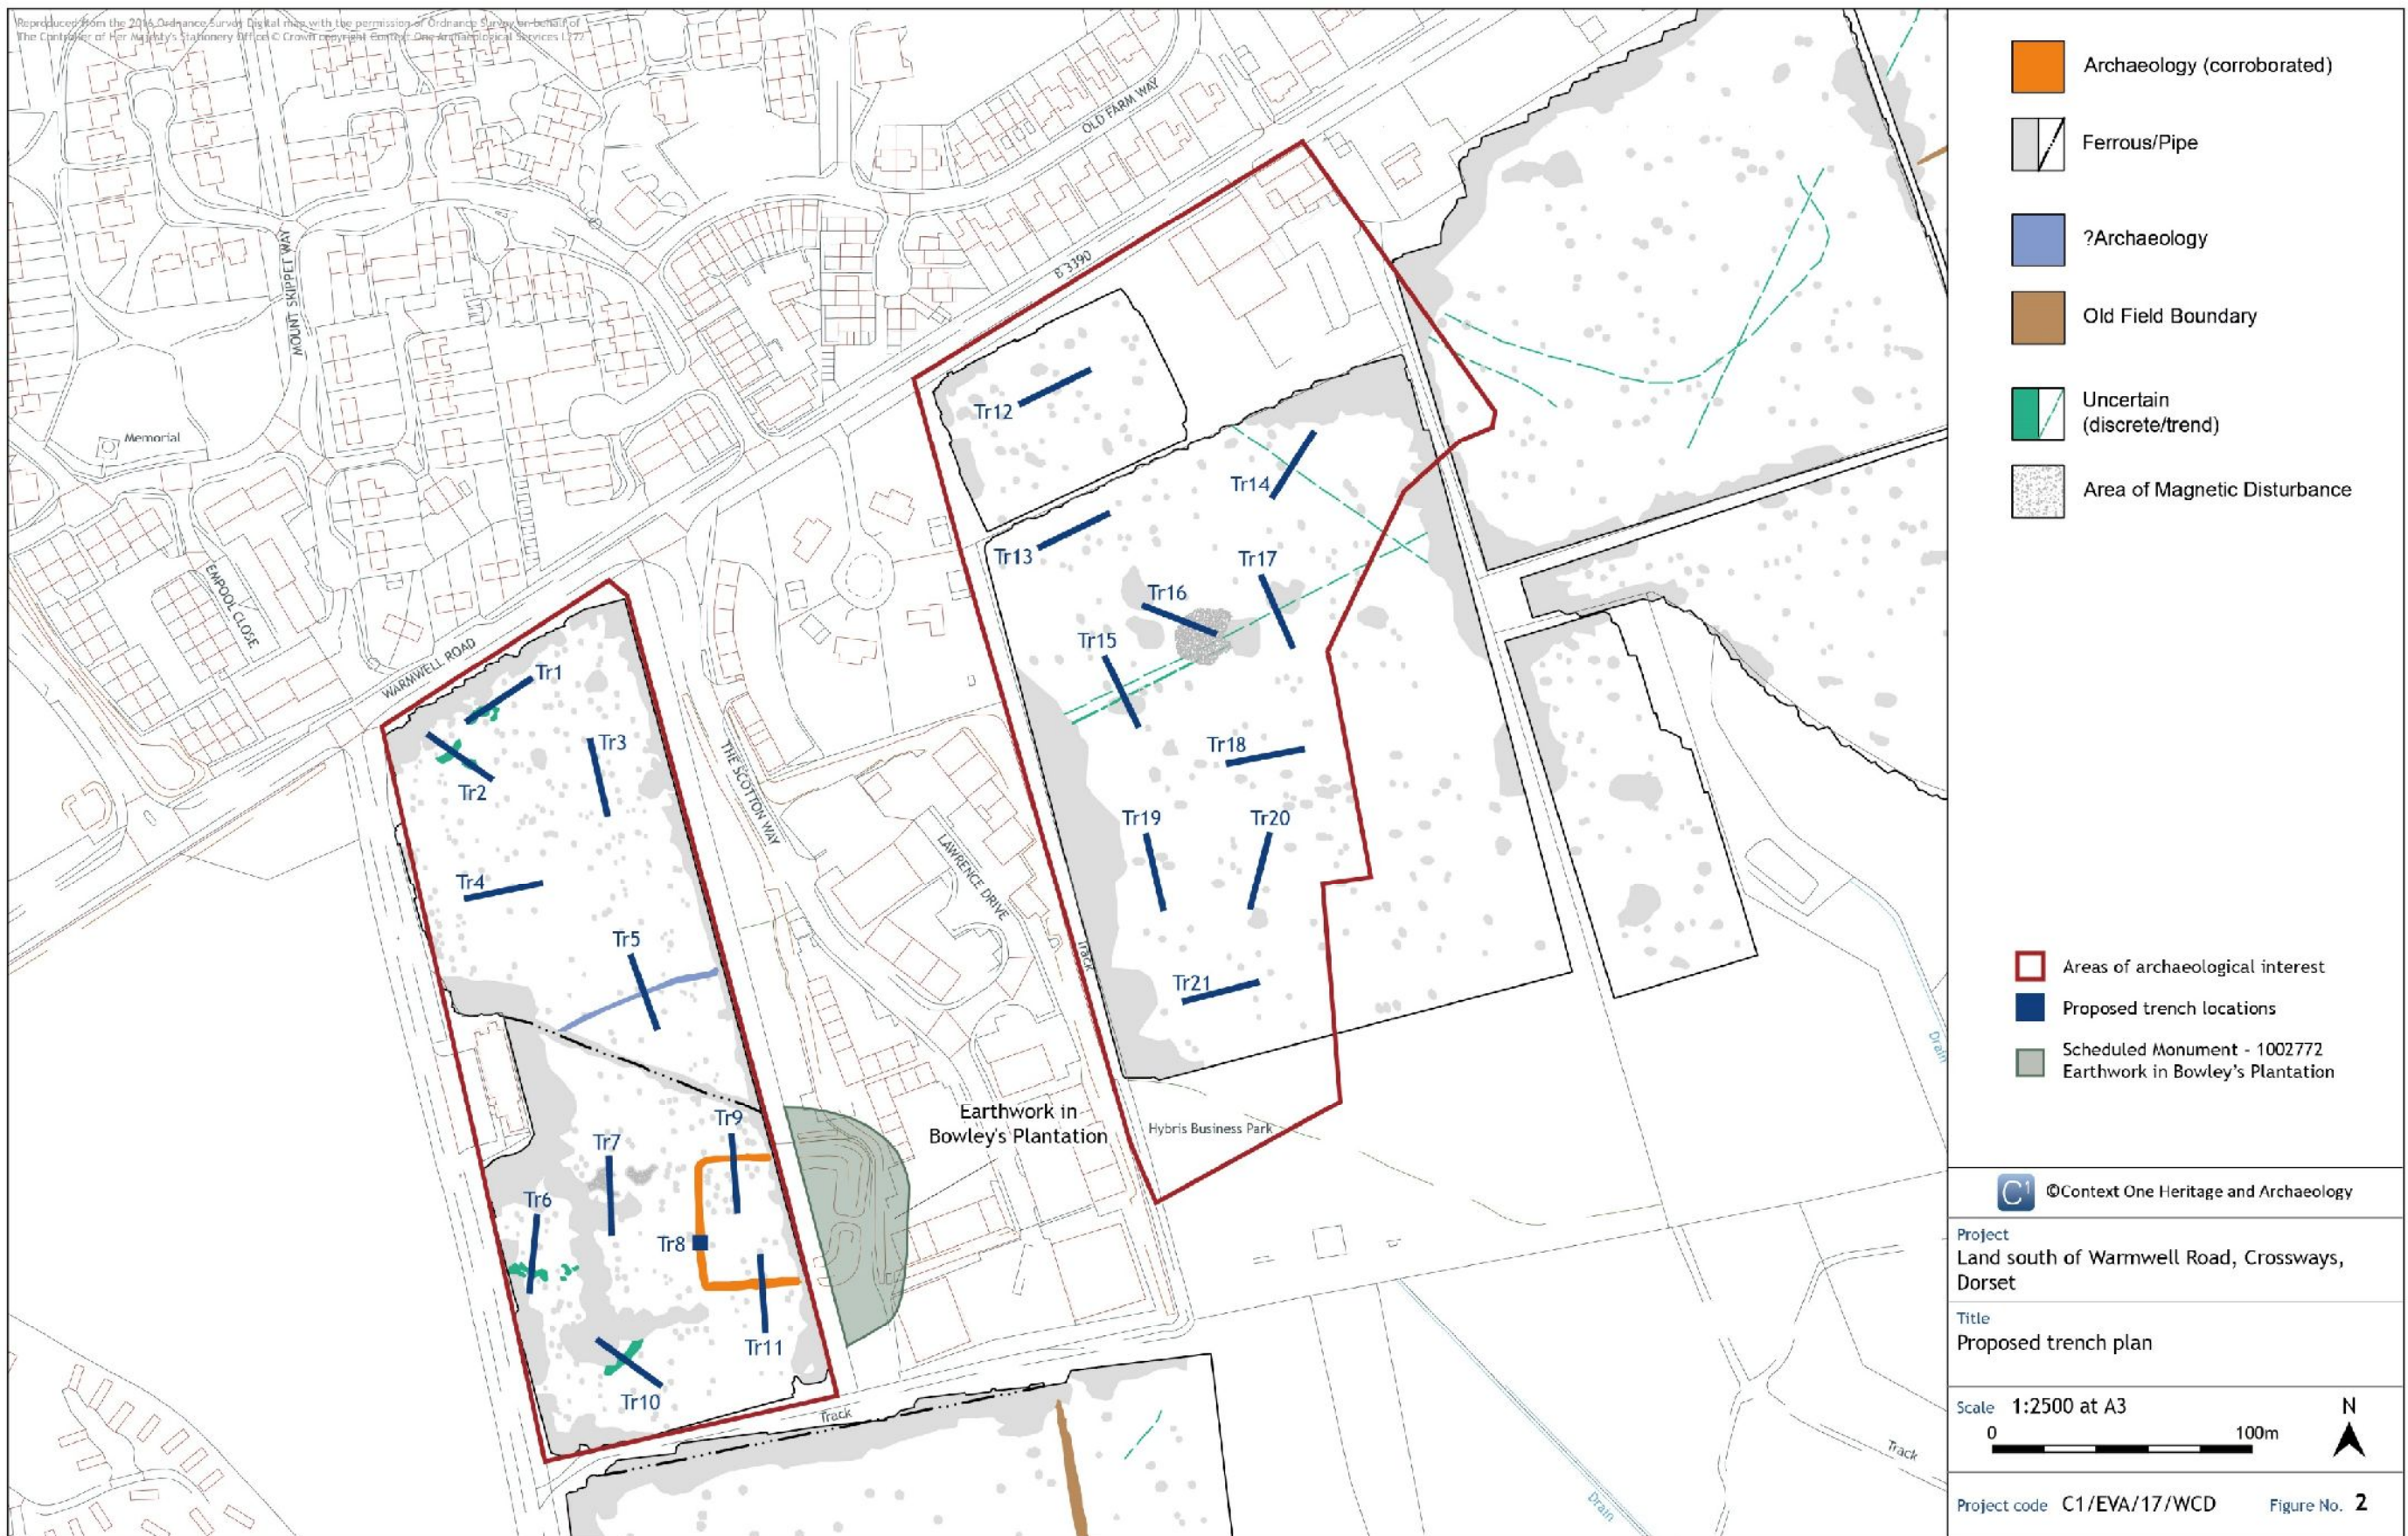 Reproduced from the 2016 Ordnance Survey Digital map with the permission of Ordnance Survey on behalf of
The Controller of Her Majesty's Stationery Office © Crown copyright Context One Archaeological Services
OLD FARM WAY
MOUNT SKIPPET WAY
B 3390
Memorial
EMPOOL CLOSE
WARMWELL ROAD
THE SCOTTON WAY
LAWRENCE DRIVE
Track
Tr12
Tr14
Tr13
Tr17
Tr16
Tr15
Tr1
Tr3
Tr2
Tr18
Tr19
Tr20
Tr4
Tr5
Tr21
Tr9
Tr7
Tr6
Tr8
Tr11
Tr10
Earthwork in
Bowley's Plantation
Hybris Business Park
Track
Drain
Drain
Track
Archaeology (corroborated)
Ferrous/Pipe
?Archaeology
Old Field Boundary
Uncertain
(discrete/trend)
Area of Magnetic Disturbance
Areas of archaeological interest
Proposed trench locations
Scheduled Monument - 1002772
Earthwork in Bowley's Plantation
C1 ©Context One Heritage and Archaeology
Project
Land south of Warmwell Road, Crossways,
Dorset
Title
Proposed trench plan
Scale 1:2500 at A3
N
0 100m
Project code C1/EVA/17/WCD Figure No. 2